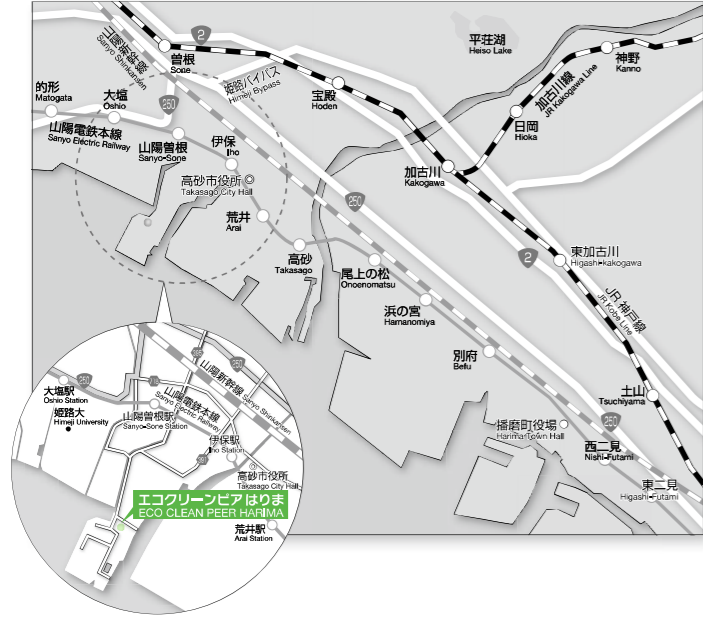 2
曽根
Sone
平荘湖
Heiso Lake
神野
Kanno
山陽新幹線
Sanyo Shinkansen
姫路バイパス
Himeji Bypass
宝殿
Hoden
加古川線
JR Kakogawa Line
的形
Matogata
大塩
Oshio
250
日岡
Hioka
山陽電鉄本線
Sanyo Electric Railway
山陽曽根
Sanyo-Sone
伊保
Iho
加古川
Kakogawa
高砂市役所
Takasago City Hall
250
荒井
Arai
2
高砂
Takasago
東加古川
Higashi-kakogawa
尾上の松
Onoenomatsu
浜の宮
Hamanomiya
JR 神戸線
JR Kobe Line
別府
Befu
土山
Tsuchiyama
播磨町役場
Harima Town Hall
250
西二見
Nishi-Futami
東二見
Higashi-Futami
250
山陽新幹線
Sanyo Shinkansen
大塩駅
Oshio Station
250
718
山陽電鉄本線
Sanyo Electric Railway
姫路大
Himeji University
山陽曽根駅
Sanyo-Sone Station
伊保駅
Iho Station
高砂市役所
Takasago City Hall
エコクリーンピアはりま
ECO CLEAN PEER HARIMA
荒井駅
Arai Station